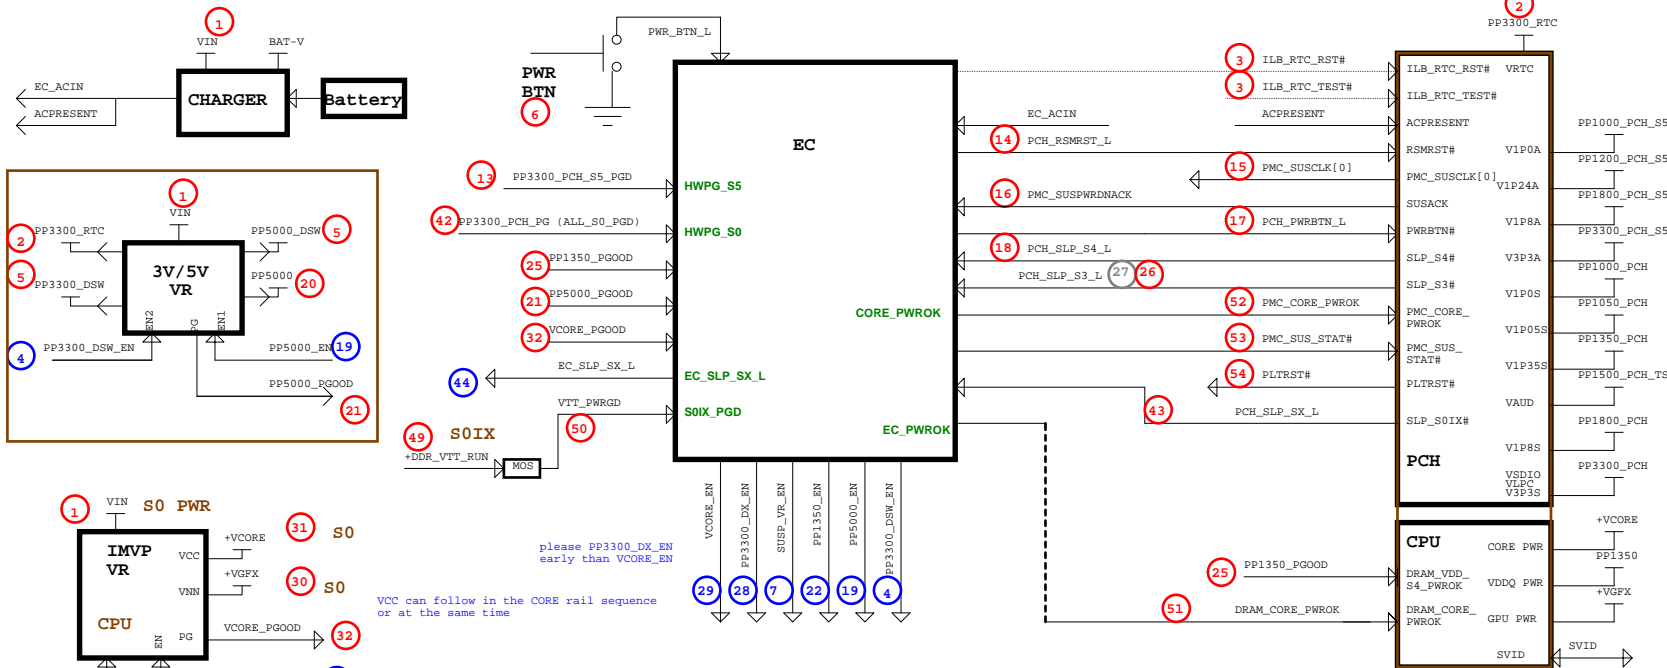 1
VIN
BAT-V
EC_ACIN
ACPRESENT
CHARGER
Battery
1
VIN
2
PP3300_RTC
PP5000_DSW
5
5
PP3300_DSW
3V/5V
VR
PP5000
20
EN2
PG
EN1
4
PP3300_DSW_EN
PP5000_EN
19
PP5000_PGOOD
21
1
VIN
S0 PWR
IMVP
VR
VCC
+VCORE
31
S0
VNN
+VGFX
30
S0
CPU
EN
PG
VCORE_PGOOD
32
VCC can follow in the CORE rail sequence
or at the same time
please PP3300_DX_EN
early than VCORE_EN
PWR
BTN
6
PWR_BTN_L
EC
13
PP3300_PCH_S5_PGD
HWPG_S5
42
PP3300_PCH_PG (ALL_S0_PGD)
HWPG_S0
25
PP1350_PGOOD
21
PP5000_PGOOD
32
VCORE_PGOOD
44
EC_SLP_SX_L
EC_SLP_SX_L
VTT_PWRGD
S0IX_PGD
50
49
S0IX
+DDR_VTT_RUN
MOS
CORE_PWROK
EC_PWROK
VCORE_EN
PP3300_DX_EN
SUSP_VR_EN
PP1350_EN
PP5000_EN
PP3300_DSW_EN
29
28
7
22
19
4
3
ILB_RTC_RST#
3
ILB_RTC_TEST#
EC_ACIN
ACPRESENT
14
PCH_RSMRST_L
15
PMC_SUSCLK[0]
16
PMC_SUSPWRDNACK
17
PCH_PWRBTN_L
18
PCH_SLP_S4_L
PCH_SLP_S3_L
27
26
52
PMC_CORE_PWROK
53
PMC_SUS_STAT#
54
PLTRST#
43
PCH_SLP_SX_L
25
PP1350_PGOOD
51
DRAM_CORE_PWROK
2
PP3300_RTC
ILB_RTC_RST#
VRTC
ILB_RTC_TEST#
ACPRESENT
RSMRST#
V1P0A
PMC_SUSCLK[0]
V1P24A
SUSACK
V1P8A
PWRBTN#
SLP_S4#
V3P3A
SLP_S3#
V1P0S
PMC_CORE_
PWROK
V1P05S
PMC_SUS_
STAT#
V1P35S
PLTRST#
VAUD
SLP_S0IX#
V1P8S
PCH
VSDIO
VLPC
V3P3S
PP1000_PCH_S5
PP1200_PCH_S5
PP1800_PCH_S5
PP3300_PCH_S5
PP1000_PCH
PP1050_PCH
PP1350_PCH
PP1500_PCH_TS
PP1800_PCH
PP3300_PCH
CPU
CORE PWR
+VCORE
DRAM_VDD_
S4_PWROK
VDDQ PWR
PP1350
DRAM_CORE_
PWROK
GPU PWR
+VGFX
SVID
SVID